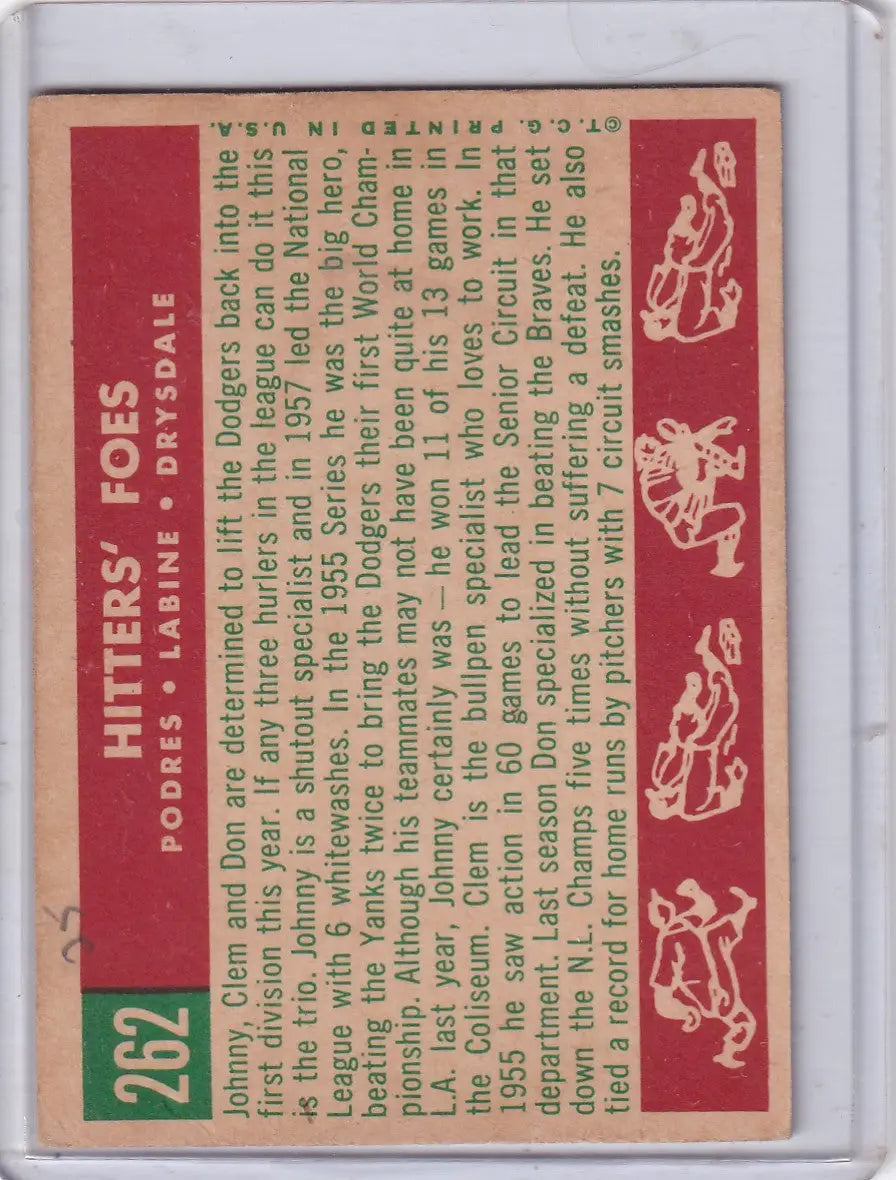 262
HITTERS' FOES
PODRES • LABINE • DRYSDALE
Johnny, Clem and Don are determined to lift the Dodgers back into the
first division this year. If any three hurlers in the league can do it this
is the trio. Johnny is a shutout specialist and in 1957 led the National
League with 6 whitewashes. In the 1955 Series he was the big hero,
beating the Yanks twice to bring the Dodgers their first World Cham-
pionship. Although his teammates may not have been quite at home in
L.A. last year, Johnny certainly was — he won 11 of his 13 games in
the Coliseum. Clem is the bullpen specialist who loves to work. In
1955 he saw action in 60 games to lead the Senior Circuit in that
department. Last season Don specialized in beating the Braves. He set
down the N.L. Champs five times without suffering a defeat. He also
tied a record for home runs by pitchers with 7 circuit smashes.
© T. C. G. PRINTED IN U.S.A.